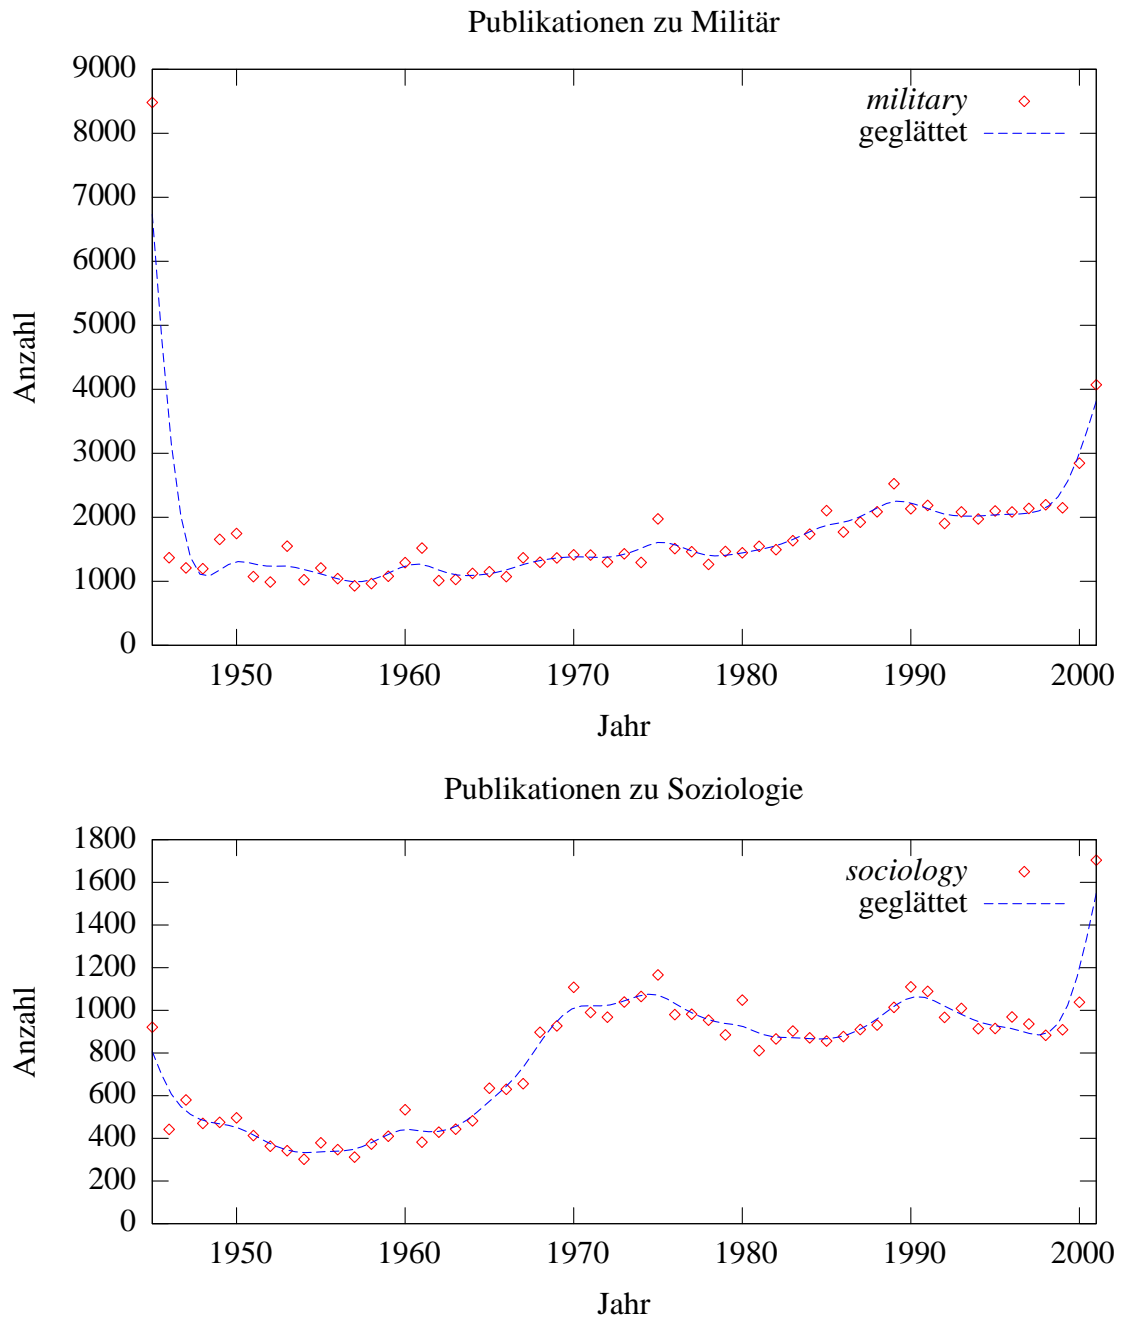 Publikationen zu Militär
9000
8000
7000
6000
5000
4000
3000
2000
1000
0
Anzahl
military
geglättet
1950 1960 1970 1980 1990 2000
Jahr
Publikationen zu Soziologie
1800
1600
1400
1200
1000
800
600
400
200
0
Anzahl
sociology
geglättet
1950 1960 1970 1980 1990 2000
Jahr